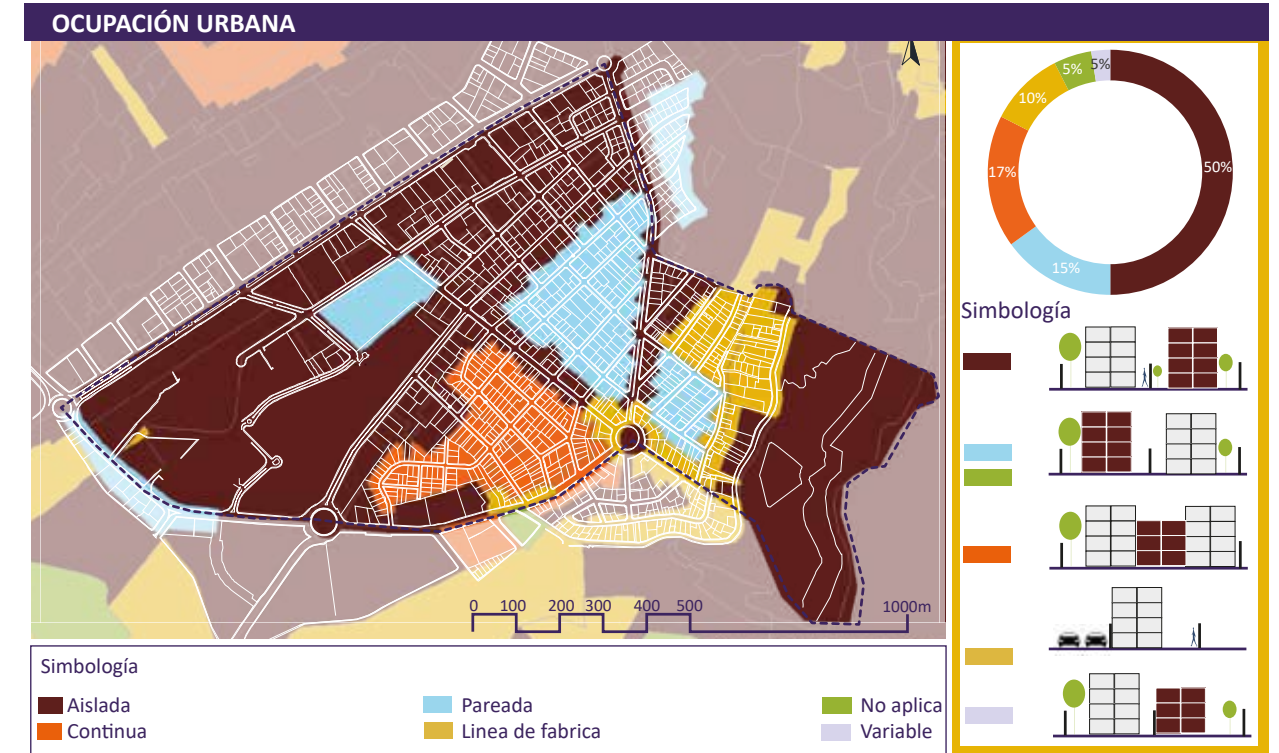 OCUPACIÓN URBANA
5%
5%
10%
17%
50%
15%
Simbología
0 100 200 300 400 500 1000m
Simbología
Aislada Pareada No aplica
Continua Linea de fabrica Variable